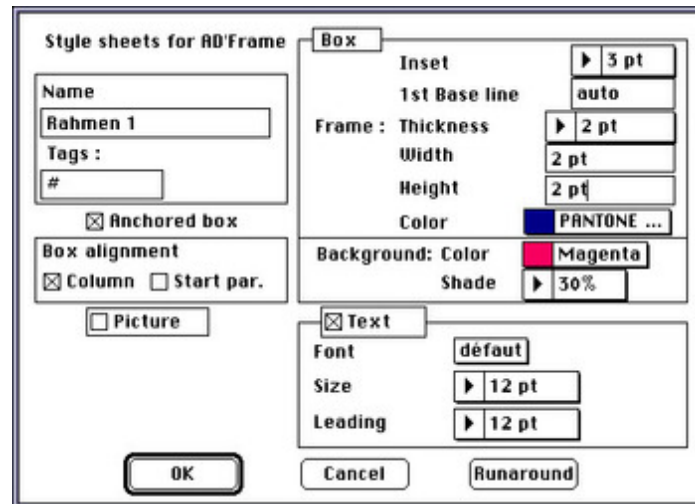 Style sheets for AD'Frame
Name
Rahmen 1
Tags :
#
Anchored box
Box alignment
Column Start par.
Picture
Box
Inset 3 pt
1st Base line auto
Frame : Thickness 2 pt
Width 2 pt
Height 2 pt
Color PANTONE ...
Background: Color Magenta
Shade 30%
Text
Font défaut
Size 12 pt
Leading 12 pt
OK Cancel Runaround